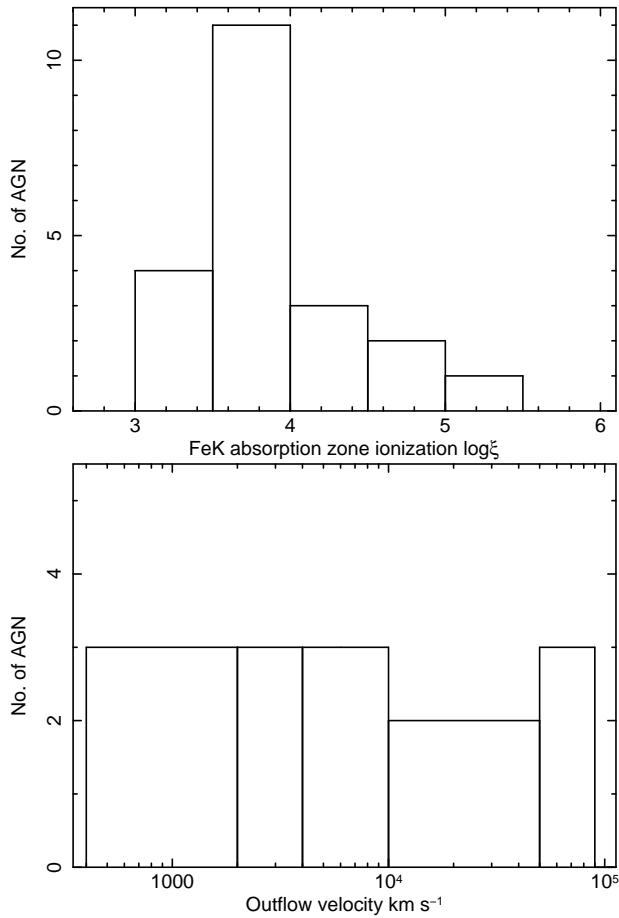 No. of AGN
10
5
0
3 4 5 6
FeK absorption zone ionization logξ
No. of AGN
4
2
0
1000 10⁴ 10⁵
Outflow velocity km s⁻¹